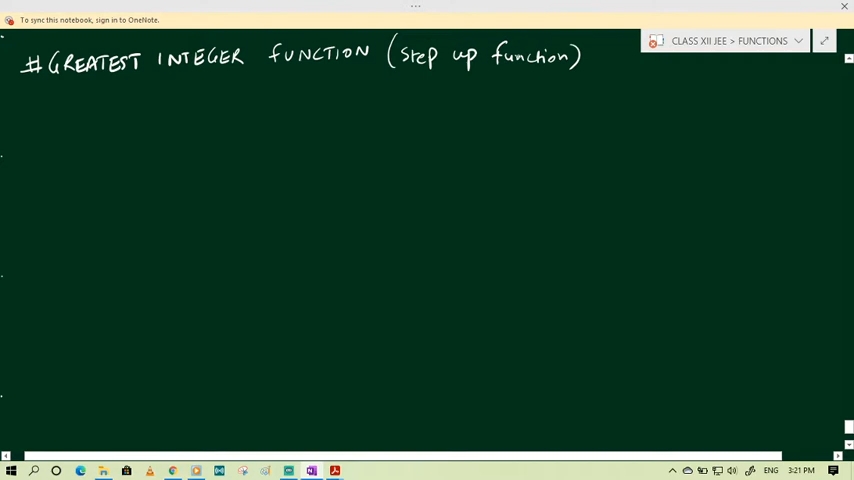 ...
To sync this notebook, sign in to OneNote.
#GREATEST INTEGER FUNCTION (step up function)
CLASS XII JEE > FUNCTIONS
ENG 3:21 PM